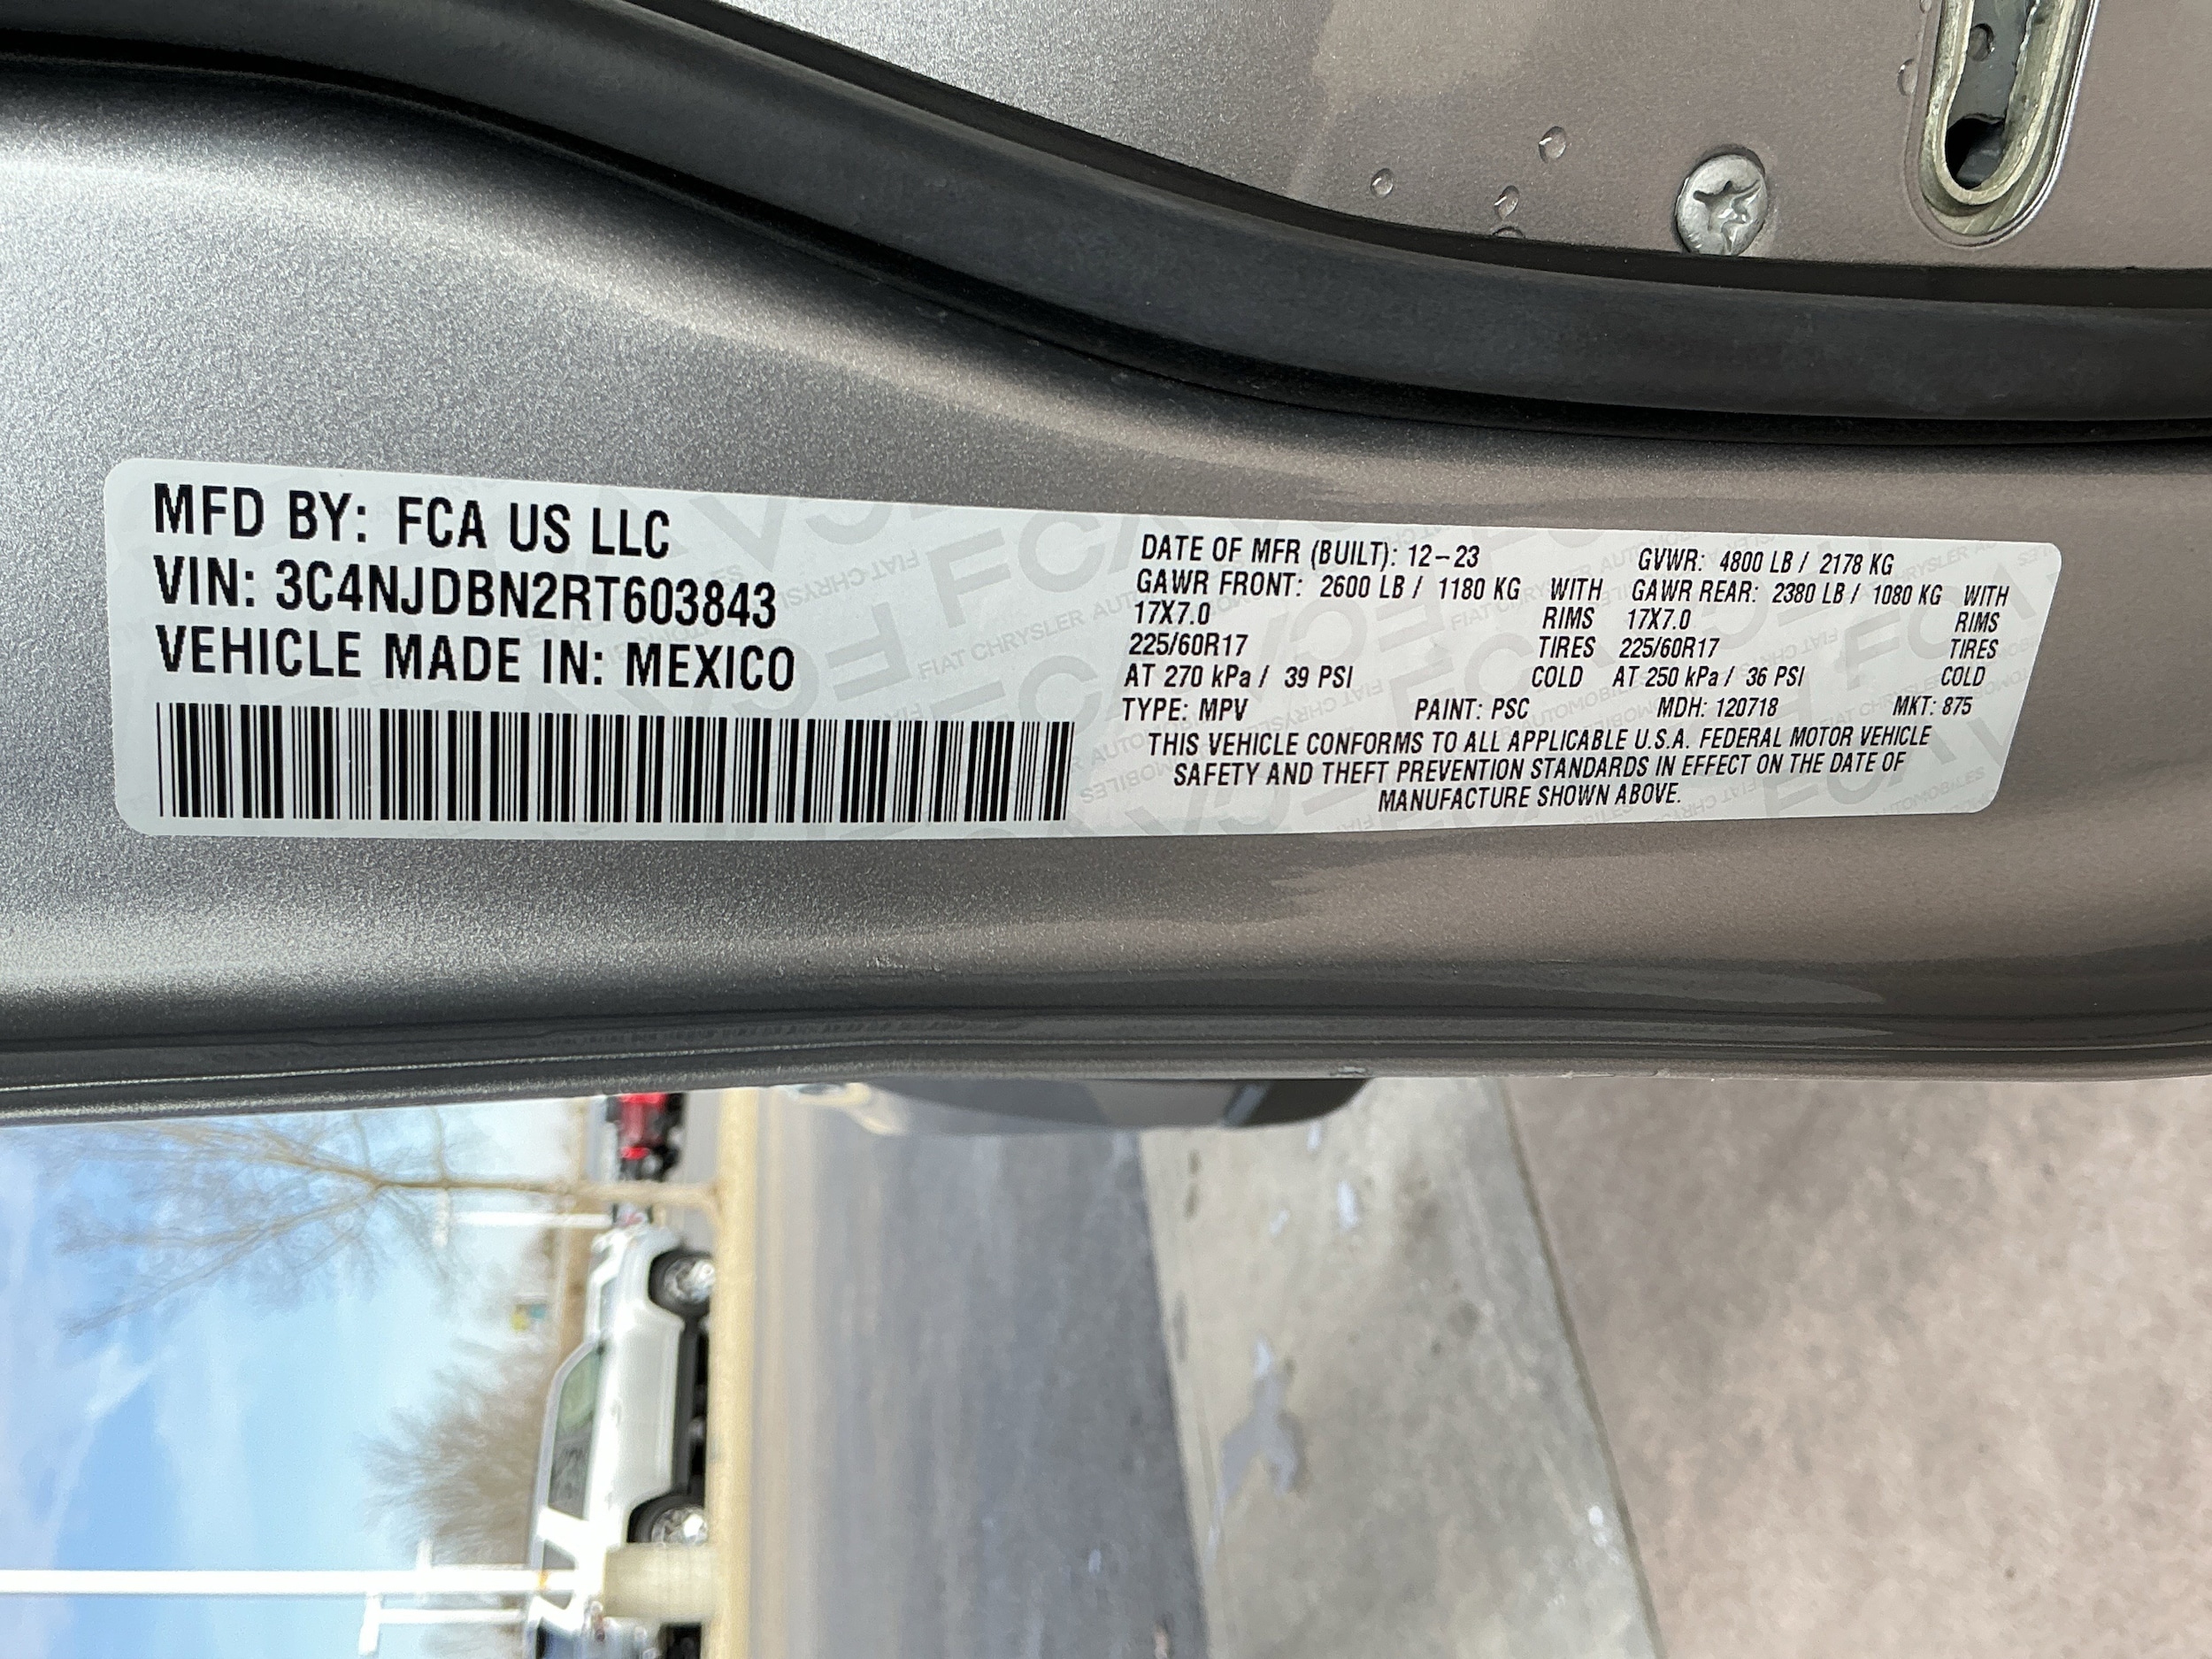 MFD BY: FCA US LLC
VIN: 3C4NJDBN2RT603843
VEHICLE MADE IN: MEXICO
DATE OF MFR (BUILT): 12-23 GVWR: 4800 LB / 2178 KG
GAWR FRONT: 2600 LB / 1180 KG WITH GAWR REAR: 2380 LB / 1080 KG WITH
17X7.0 RIMS 17X7.0 RIMS
225/60R17 TIRES 225/60R17 TIRES
AT 270 kPa / 39 PSI COLD AT 250 kPa / 36 PSI COLD
TYPE: MPV PAINT: PSC MDH: 120718 MKT: 875
THIS VEHICLE CONFORMS TO ALL APPLICABLE U.S.A. FEDERAL MOTOR VEHICLE
SAFETY AND THEFT PREVENTION STANDARDS IN EFFECT ON THE DATE OF
MANUFACTURE SHOWN ABOVE.